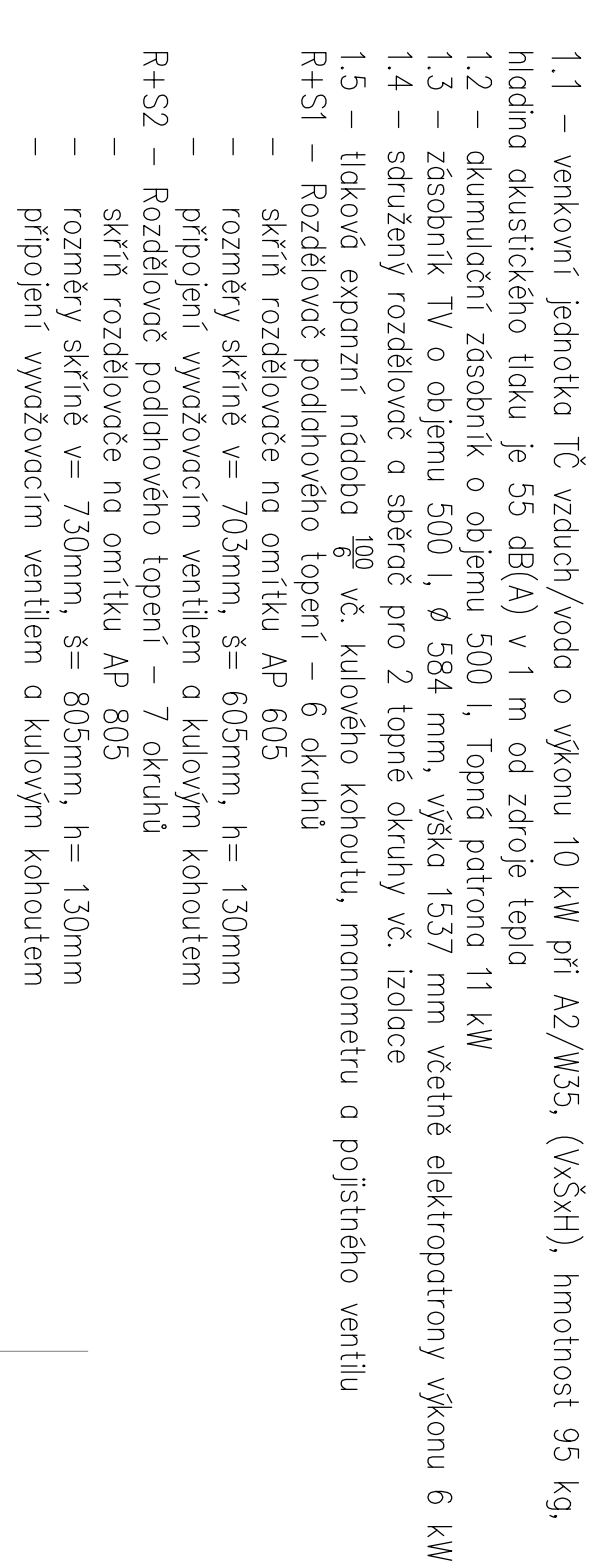 1.1 – venkovní jednotka TČ vzduch/voda o výkonu 10 kW při A2/W35, (VxŠxH), hmotnost 95 kg,
hladina akustického tlaku je 55 dB(A) v 1 m od zdroje tepla
1.2 – akumulační zásobník o objemu 500 l, Topná patrona 11 kW
1.3 – zásobník TV o objemu 500 l, ø 584 mm, výška 1537 mm včetně elektropatrony výkonu 6 kW
1.4 – sdružený rozdělovač a sběrač pro 2 topné okruhy vč. izolace
1.5 – tlaková expanzní nádoba 100/6 vč. kulového kohoutu, manometru a pojistného ventilu
R+S1 – Rozdělovač podlahového topení – 6 okruhů
– skříň rozdělovače na omítku AP 605
– rozměry skříně v= 703mm, š= 605mm, h= 130mm
– připojení vyvažovacím ventilem a kulovým kohoutem
R+S2 – Rozdělovač podlahového topení – 7 okruhů
– skříň rozdělovače na omítku AP 805
– rozměry skříně v= 730mm, š= 805mm, h= 130mm
– připojení vyvažovacím ventilem a kulovým kohoutem